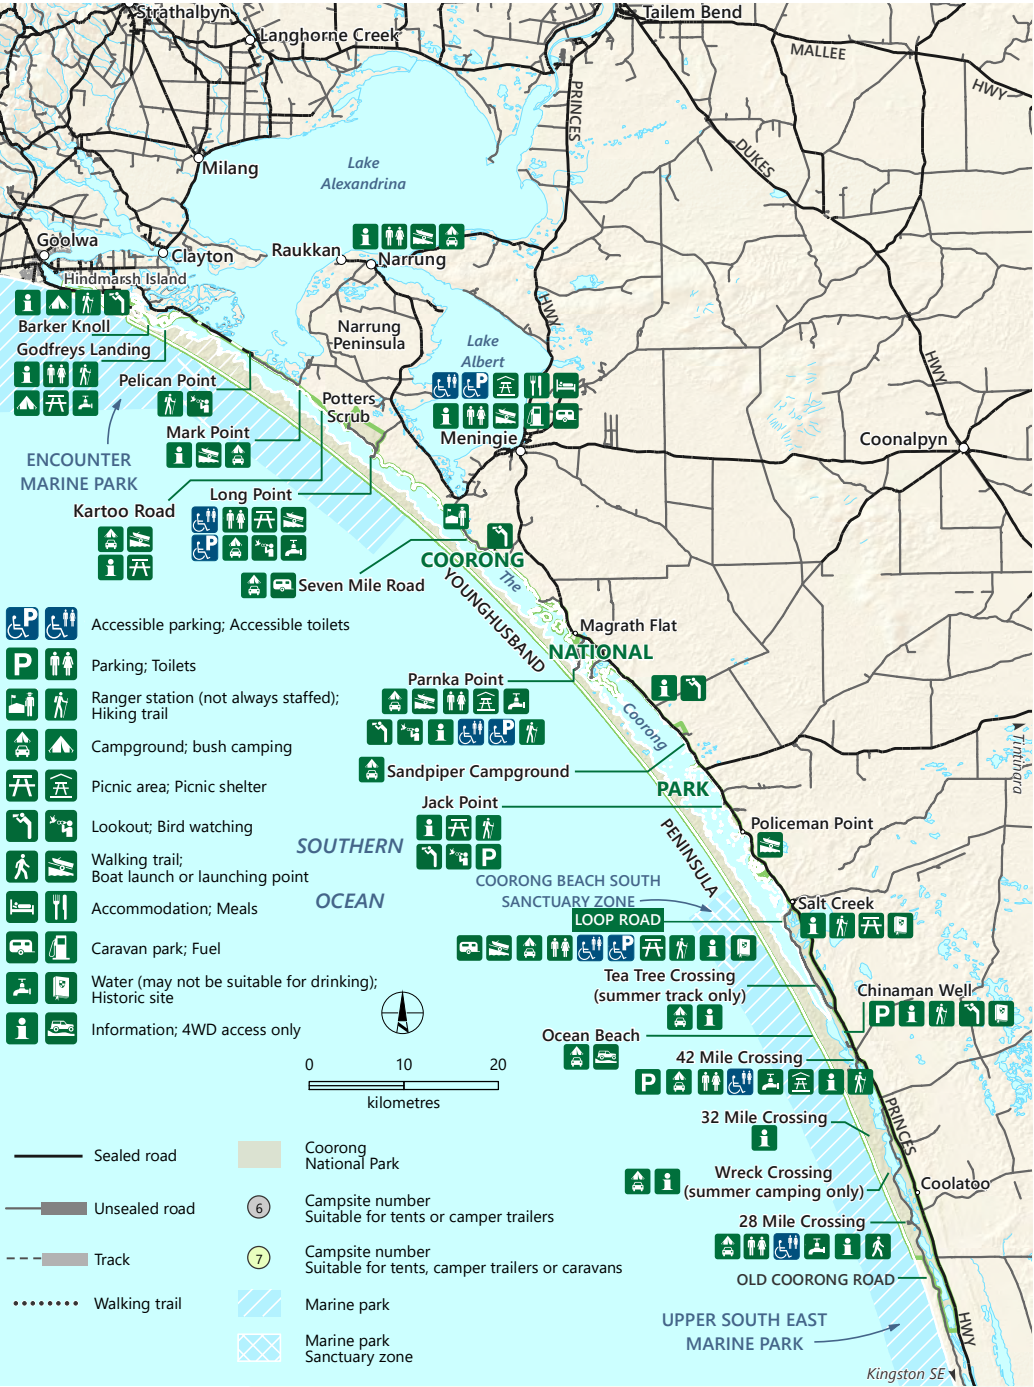 Strathalbyn
Langhorne Creek
Tailem Bend
MALLEE
HWY
PRINCES
DUKES
Lake
Alexandrina
Milang
Goolwa
Clayton
Raukkan
Narrung
Hindmarsh Island
HWY
Barker Knoll
Narrung
Peninsula
Lake
Albert
Godfreys Landing
HWY
Pelican Point
Potters
Scrub
Mark Point
Meningie
Coonalpyn
ENCOUNTER
MARINE PARK
Long Point
Kartoo Road
COORONG
Seven Mile Road
The
YOUNGHUSBAND
Magrath Flat
NATIONAL
Parnka Point
Coorong
Tintinara
Sandpiper Campground
PARK
Jack Point
Policeman Point
SOUTHERN
OCEAN
PENINSULA
COORONG BEACH SOUTH
SANCTUARY ZONE
LOOP ROAD
Salt Creek
Tea Tree Crossing
(summer track only)
Chinaman Well
Ocean Beach
42 Mile Crossing
PRINCES
32 Mile Crossing
Wreck Crossing
(summer camping only)
Coolatoo
28 Mile Crossing
OLD COORONG ROAD
UPPER SOUTH EAST
MARINE PARK
HWY
Kingston SE
P
P
Accessible parking; Accessible toilets
P
Parking; Toilets
Ranger station (not always staffed);
Hiking trail
Campground; bush camping
Picnic area; Picnic shelter
Lookout; Bird watching
Walking trail;
Boat launch or launching point
Accommodation; Meals
Caravan park; Fuel
Water (may not be suitable for drinking);
Historic site
Information; 4WD access only
0 10 20
kilometres
Sealed road
Unsealed road
Track
Walking trail
Coorong
National Park
6
Campsite number
Suitable for tents or camper trailers
7
Campsite number
Suitable for tents, camper trailers or caravans
Marine park
Marine park
Sanctuary zone